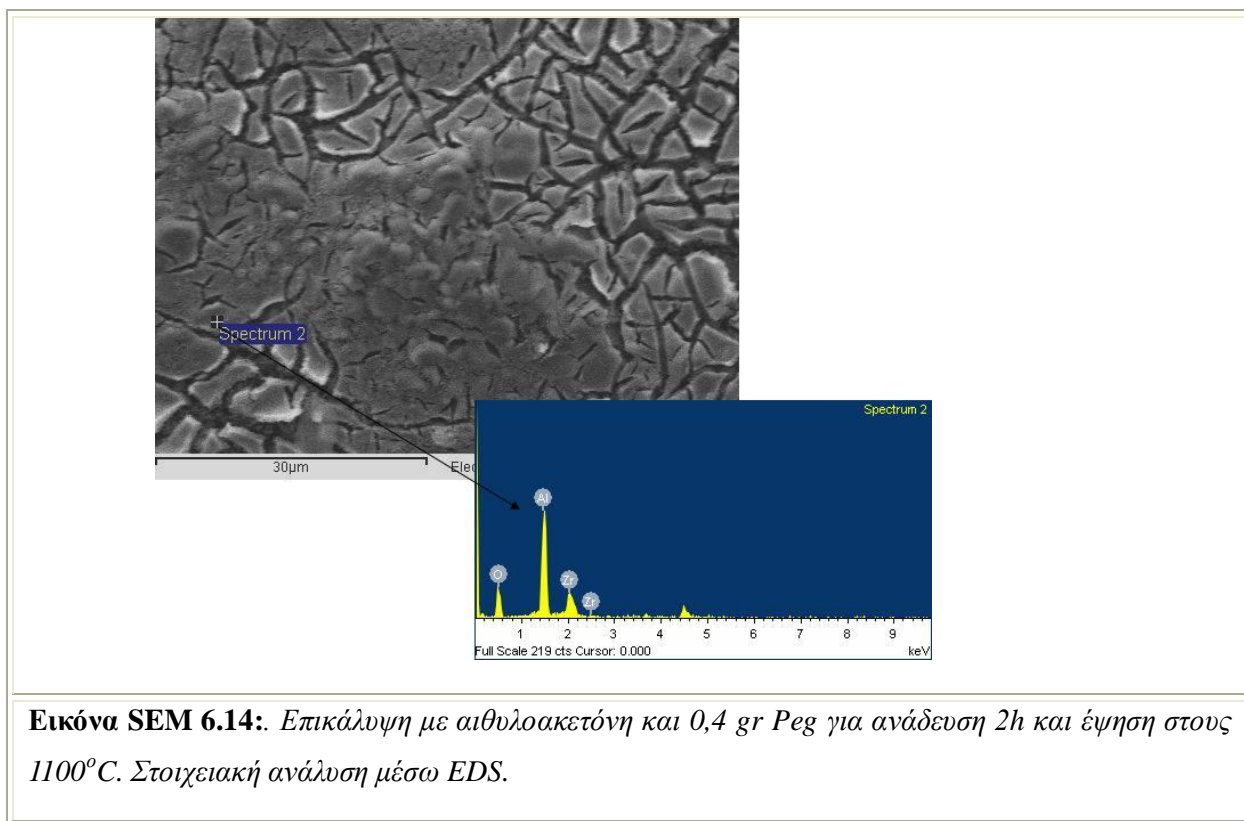 Spectrum 2
30μm
Elec
Spectrum 2
Al
O
Zr
Zr
1 2 3 4 5 6 7 8 9
Full Scale 219 cts Cursor: 0.000 keV
Εικόνα SEM 6.14:. Επικάλυψη με αιθυλοακετόνη και 0,4 gr Peg για ανάδευση 2h και έψηση στους
1100°C. Στοιχειακή ανάλυση μέσω EDS.